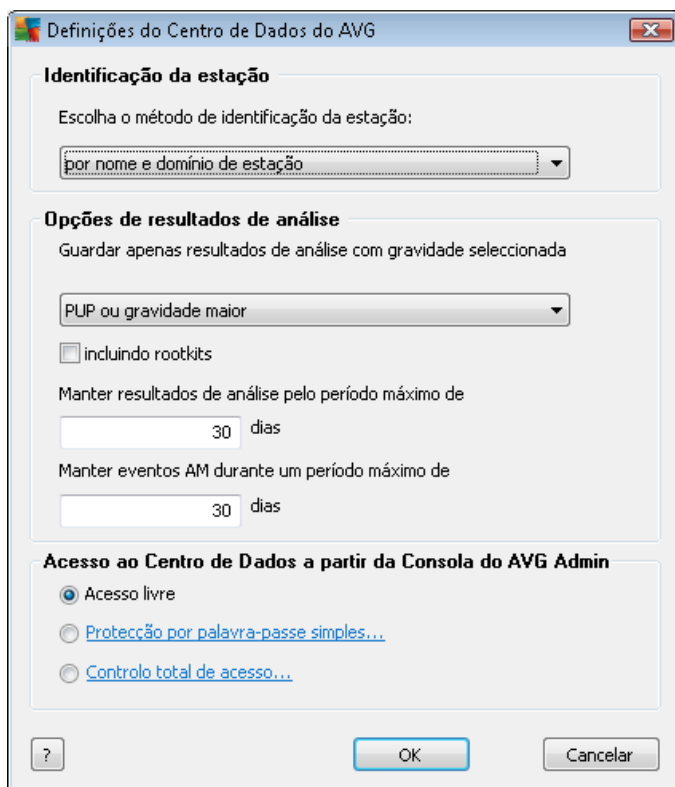 Definições do Centro de Dados do AVG
Identificação da estação
Escolha o método de identificação da estação:
por nome e domínio de estação
Opções de resultados de análise
Guardar apenas resultados de análise com gravidade seleccionada
PUP ou gravidade maior
incluindo rootkits
Manter resultados de análise pelo período máximo de
30 dias
Manter eventos AM durante um período máximo de
30 dias
Acesso ao Centro de Dados a partir da Consola do AVG Admin
Acesso livre
Protecção por palavra-passe simples...
Controlo total de acesso...
? OK Cancelar